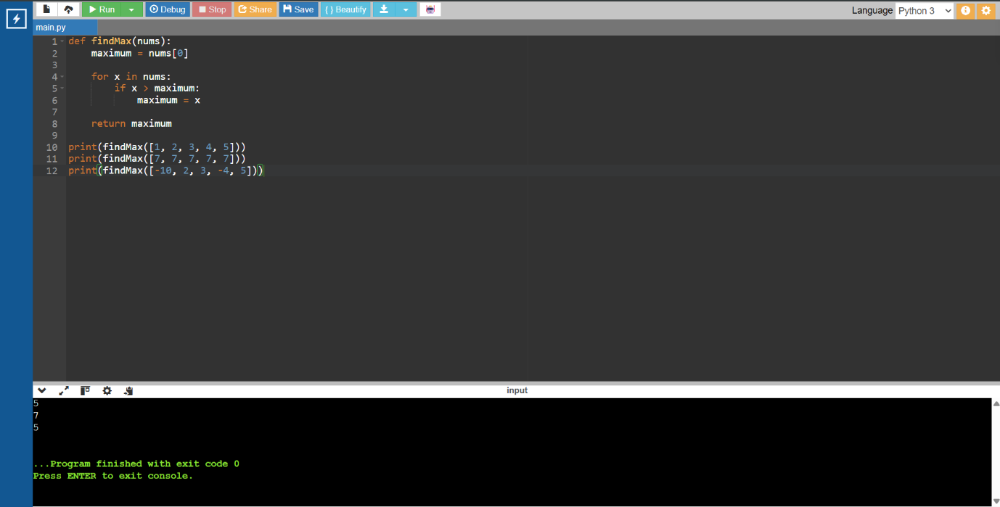 Run Debug Stop Share Save { } Beautify Language Python 3
main.py
1 def findMax(nums):
2     maximum = nums[0]
3
4     for x in nums:
5         if x > maximum:
6             maximum = x
7
8     return maximum
9
10 print(findMax([1, 2, 3, 4, 5]))
11 print(findMax([7, 7, 7, 7, 7]))
12 print(findMax([-10, 2, 3, -4, 5]))
input
5
7
5
...Program finished with exit code 0
Press ENTER to exit console.